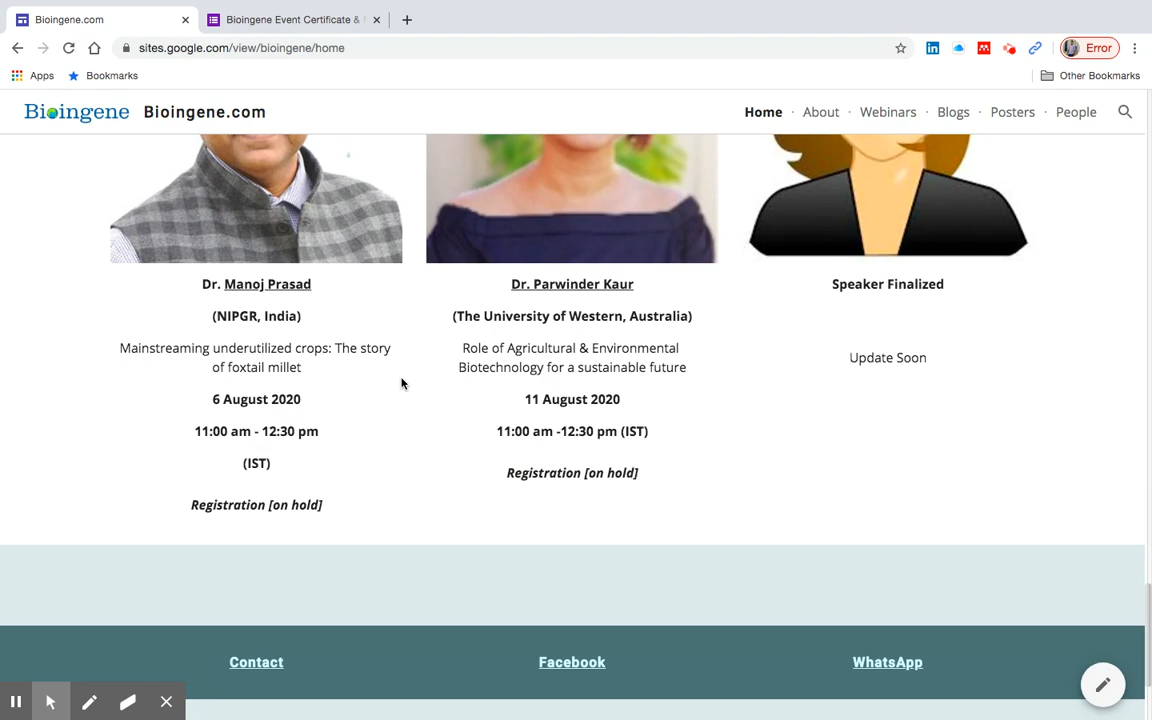 Bioingene.com
Bioingene Event Certificate &
sites.google.com/view/bioingene/home
Error
Apps
Bookmarks
Other Bookmarks
Bioingene
Bioingene.com
Home · About · Webinars · Blogs · Posters · People
Dr. Manoj Prasad
(NIPGR, India)
Mainstreaming underutilized crops: The story
of foxtail millet
6 August 2020
11:00 am - 12:30 pm
(IST)
Registration [on hold]
Dr. Parwinder Kaur
(The University of Western, Australia)
Role of Agricultural & Environmental
Biotechnology for a sustainable future
11 August 2020
11:00 am -12:30 pm (IST)
Registration [on hold]
Speaker Finalized
Update Soon
Contact
Facebook
WhatsApp